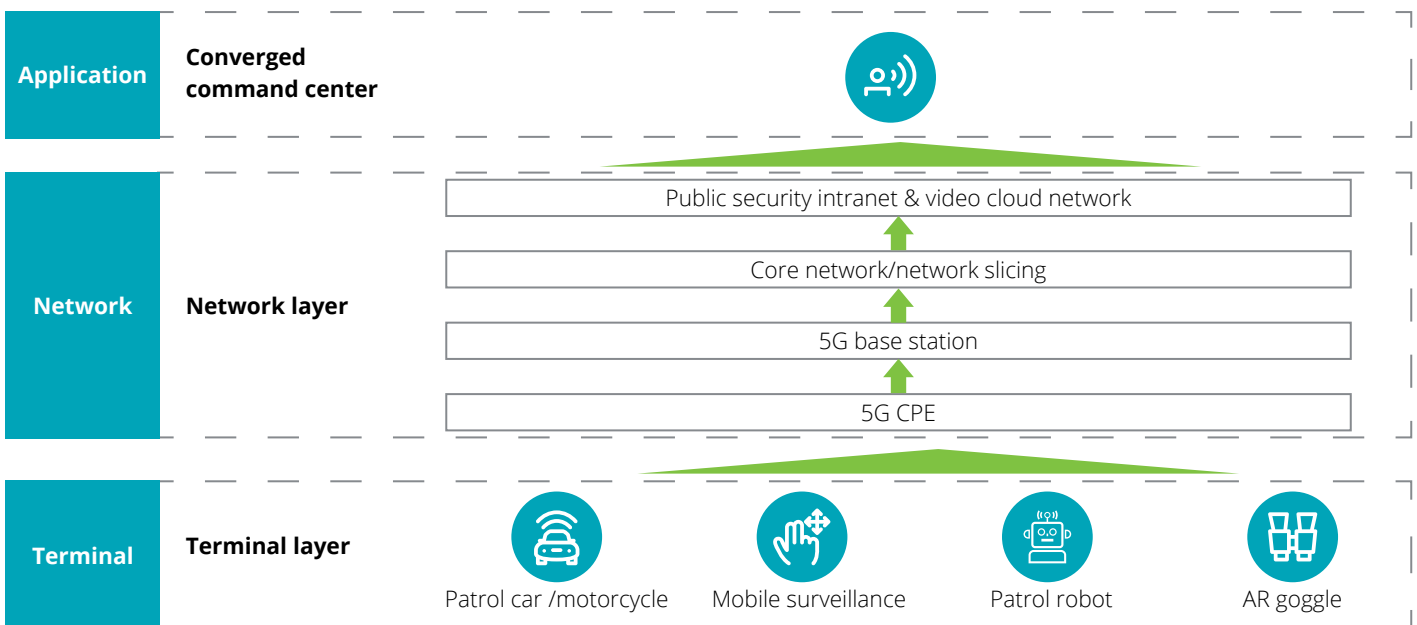 Application
Converged
command center
Public security intranet & video cloud network
Core network/network slicing
Network
Network layer
5G base station
5G CPE
Terminal
Terminal layer
Patrol car /motorcycle
Mobile surveillance
Patrol robot
AR goggle